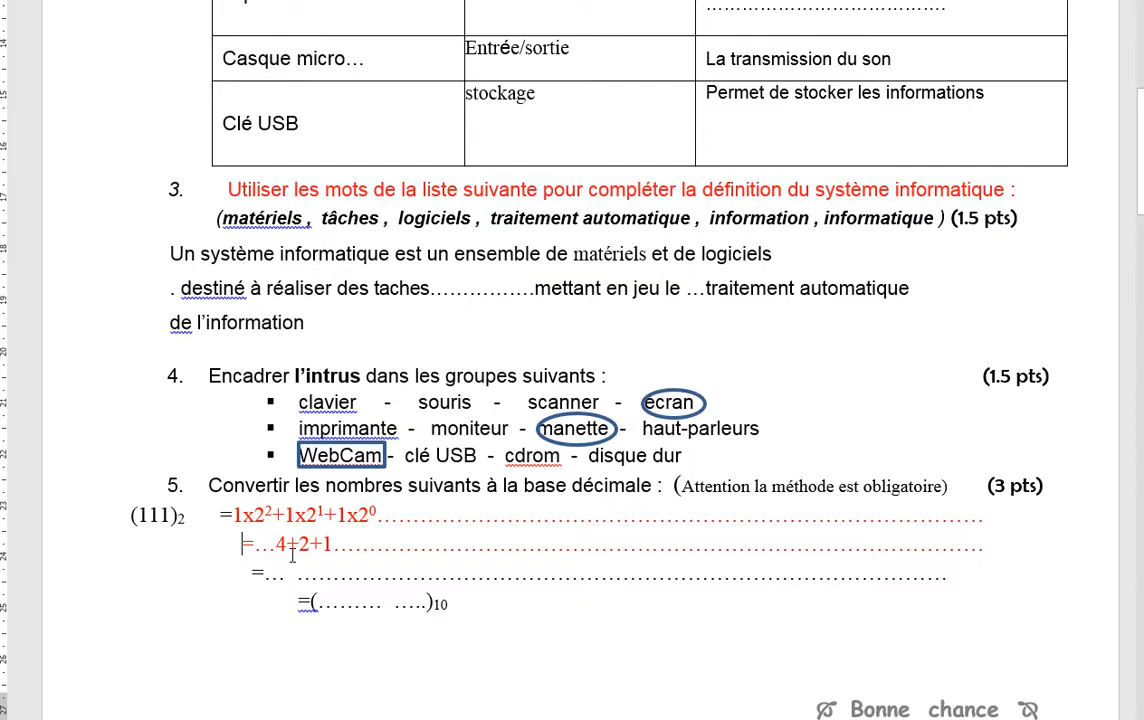 ……………………………….
Casque micro… Entrée/sortie La transmission du son
Clé USB stockage Permet de stocker les informations
3. Utiliser les mots de la liste suivante pour compléter la définition du système informatique :
(matériels , tâches , logiciels , traitement automatique , information , informatique ) (1.5 pts)
Un système informatique est un ensemble de matériels et de logiciels
. destiné à réaliser des taches…………….mettant en jeu le …traitement automatique
de l’information
4. Encadrer l’intrus dans les groupes suivants : (1.5 pts)
▪ clavier - souris - scanner - ecran
▪ imprimante - moniteur - manette - haut-parleurs
▪ WebCam - clé USB - cdrom - disque dur
5. Convertir les nombres suivants à la base décimale : (Attention la méthode est obligatoire) (3 pts)
(111)₂ =1x2²+1x2¹+1x2⁰……………………………………………………………
=…4+2+1……………………………………………………………
=… ……………………………………………………………
=(……… …..)₁₀
Bonne chance